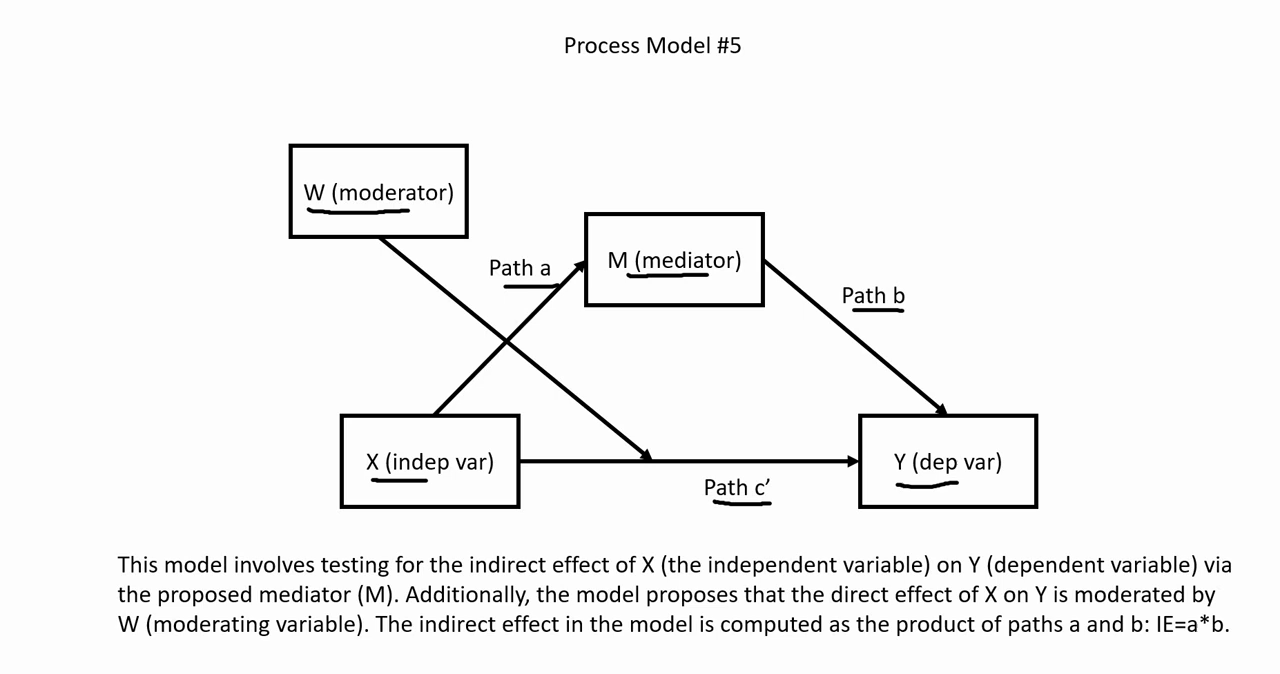 Process Model #5
W (moderator)
M (mediator)
Path a
Path b
X (indep var)
Y (dep var)
Path c’
This model involves testing for the indirect effect of X (the independent variable) on Y (dependent variable) via
the proposed mediator (M). Additionally, the model proposes that the direct effect of X on Y is moderated by
W (moderating variable). The indirect effect in the model is computed as the product of paths a and b: IE=a*b.